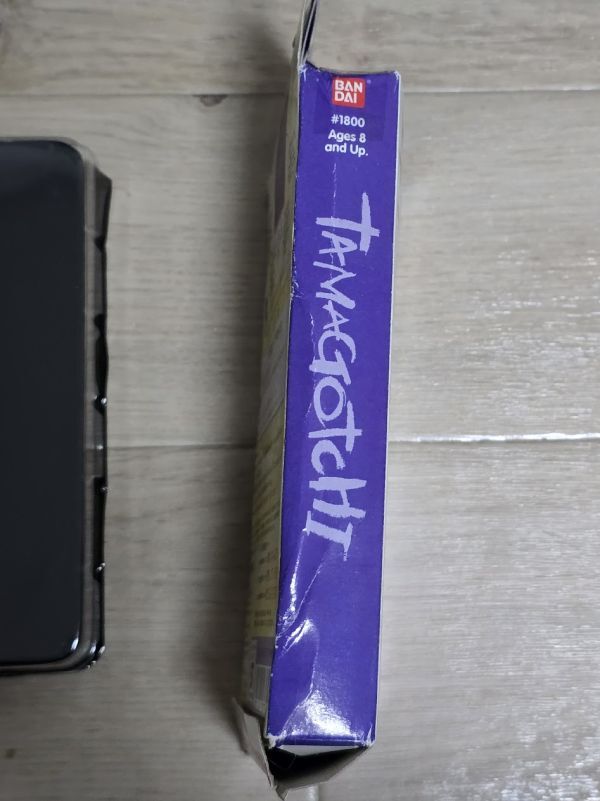 BAN
DAI
#1800
Ages 8
and Up.
TAMAGOTCHI